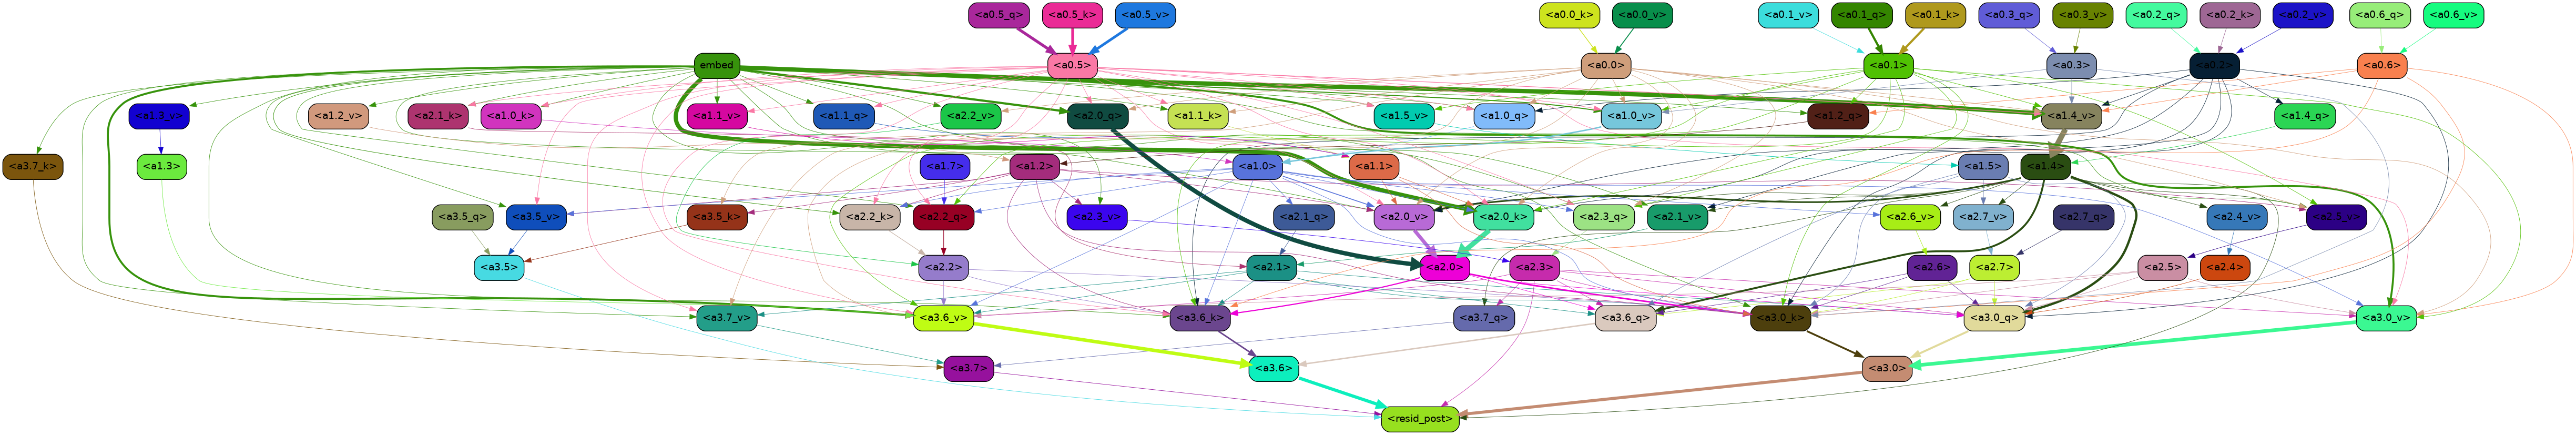 <a0.5_q> <a0.5_k> <a0.5_v> <a0.0_k> <a0.0_v> <a0.1_v> <a0.1_q> <a0.1_k> <a0.3_q> <a0.3_v> <a0.2_q> <a0.2_k> <a0.2_v> <a0.6_q> <a0.6_v>
embed <a0.5> <a0.0> <a0.1> <a0.3> <a0.2> <a0.6>
<a1.3_v> <a1.2_v> <a2.1_k> <a1.0_k> <a1.1_v> <a1.1_q> <a2.2_v> <a2.0_q> <a1.1_k> <a1.5_v> <a1.0_q> <a1.0_v> <a1.2_q> <a1.4_v> <a1.4_q>
<a3.7_k> <a1.3> <a1.7> <a1.2> <a1.0> <a1.1> <a1.5> <a1.4>
<a3.5_q> <a3.5_v> <a3.5_k> <a2.2_k> <a2.2_q> <a2.1_q> <a2.3_v> <a2.0_v> <a2.0_k> <a2.3_q> <a2.1_v> <a2.6_v> <a2.7_v> <a2.7_q> <a2.4_v> <a2.5_v>
<a3.5> <a2.2> <a2.1> <a2.0> <a2.3> <a2.6> <a2.7> <a2.5> <a2.4>
<a3.7_v> <a3.6_v> <a3.6_k> <a3.7_q> <a3.6_q> <a3.0_k> <a3.0_q> <a3.0_v>
<a3.7> <a3.6> <a3.0>
<resid_post>